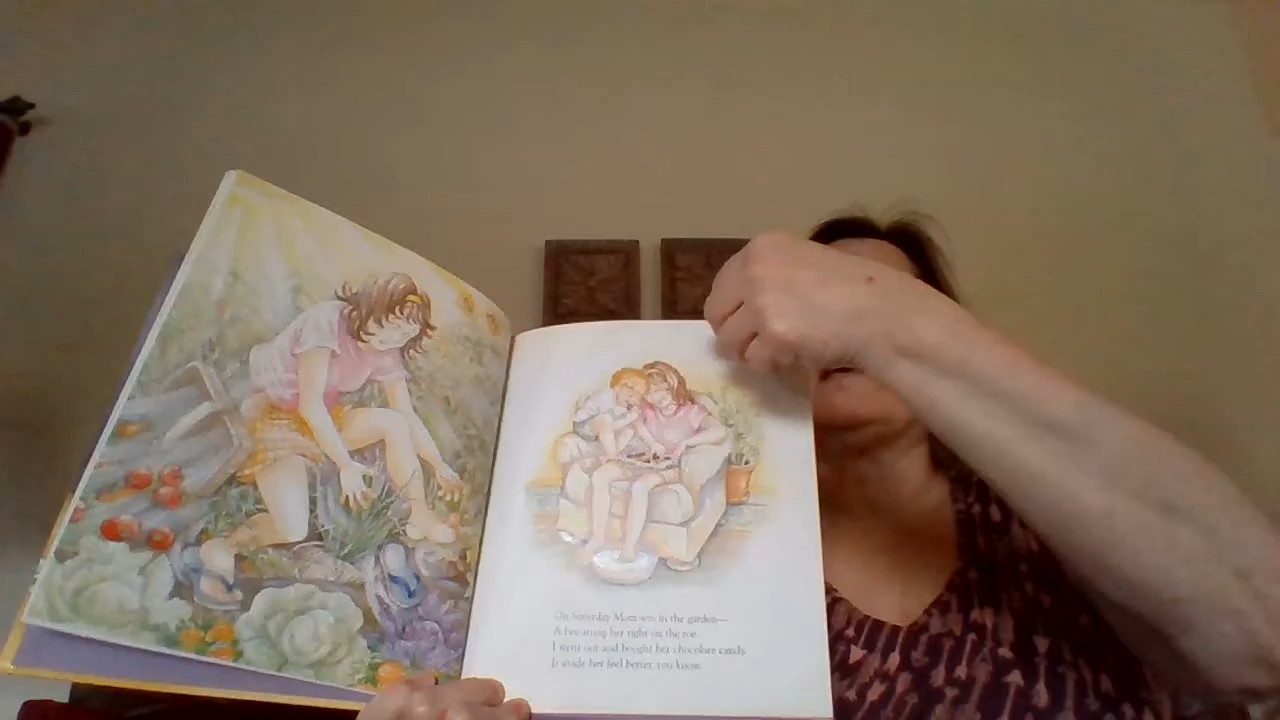 On Saturday Mom was in the garden—
A bee stung her right on the toe.
I went out and bought her chocolate candy.
It made her feel better, you know.